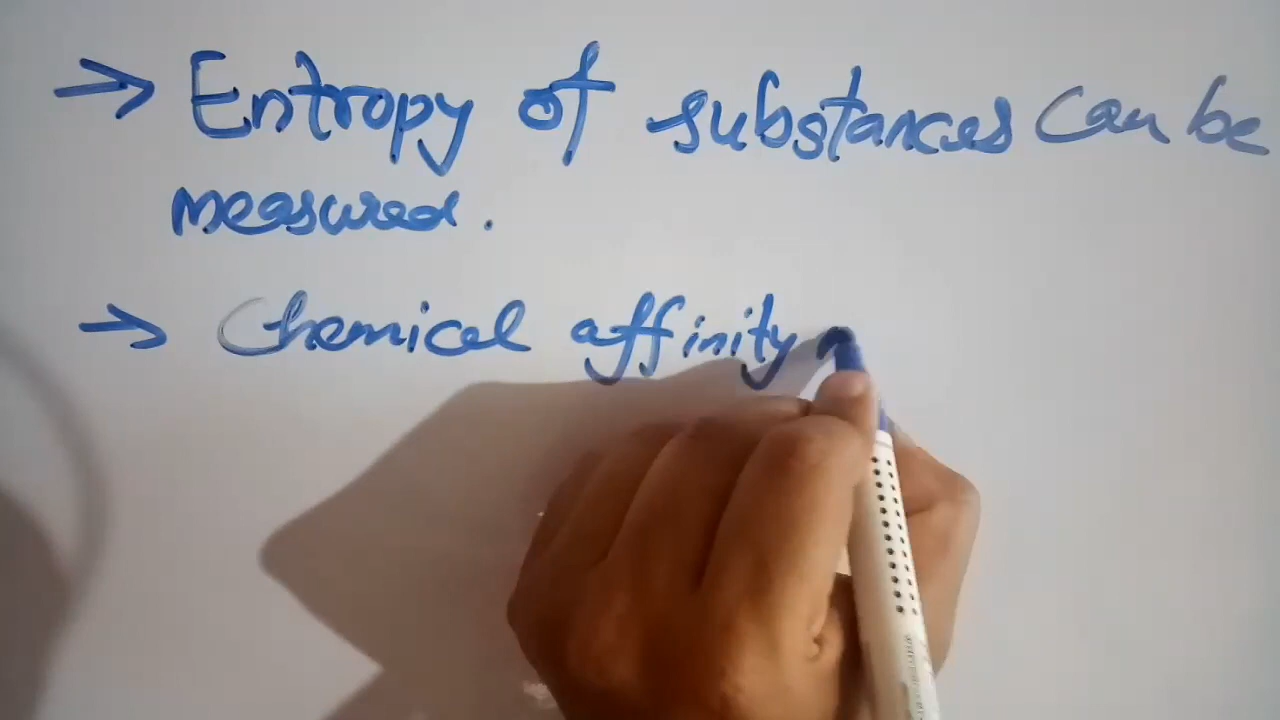 → Entropy of substances can be
measured.
→ Chemical affinity